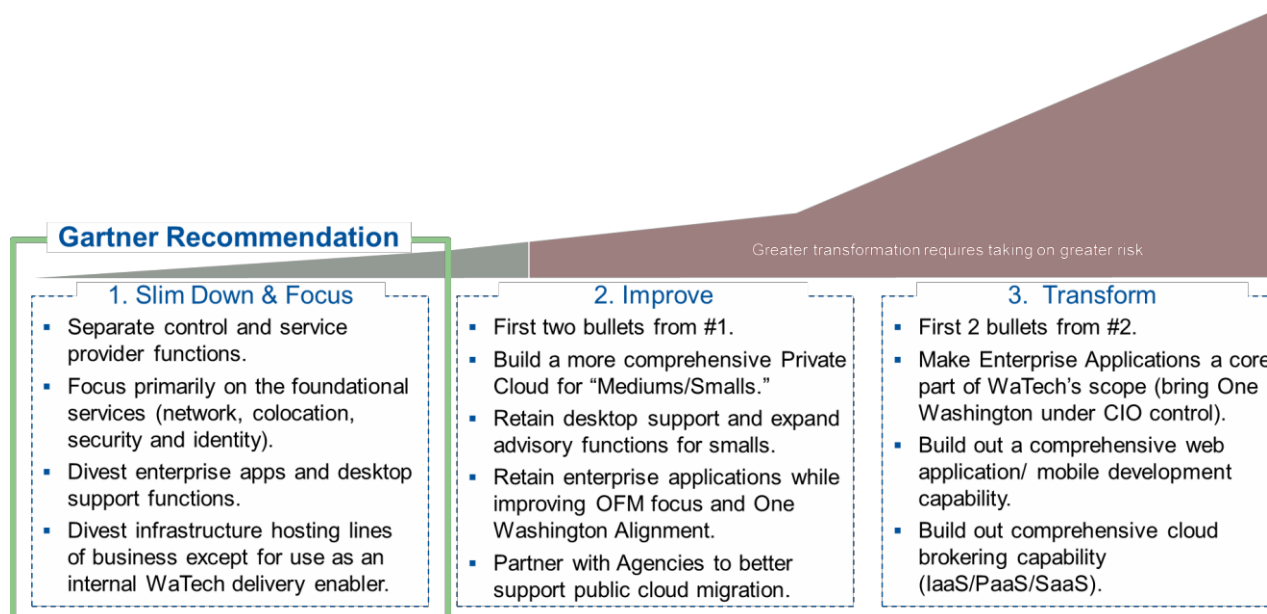 Greater transformation requires taking on greater risk
Gartner Recommendation
1. Slim Down & Focus
▪ Separate control and service
provider functions.
▪ Focus primarily on the foundational
services (network, colocation,
security and identity).
▪ Divest enterprise apps and desktop
support functions.
▪ Divest infrastructure hosting lines
of business except for use as an
internal WaTech delivery enabler.
2. Improve
▪ First two bullets from #1.
▪ Build a more comprehensive Private
Cloud for “Mediums/Smalls.”
▪ Retain desktop support and expand
advisory functions for smalls.
▪ Retain enterprise applications while
improving OFM focus and One
Washington Alignment.
▪ Partner with Agencies to better
support public cloud migration.
3. Transform
▪ First 2 bullets from #2.
▪ Make Enterprise Applications a core
part of WaTech’s scope (bring One
Washington under CIO control).
▪ Build out a comprehensive web
application/ mobile development
capability.
▪ Build out comprehensive cloud
brokering capability
(IaaS/PaaS/SaaS).